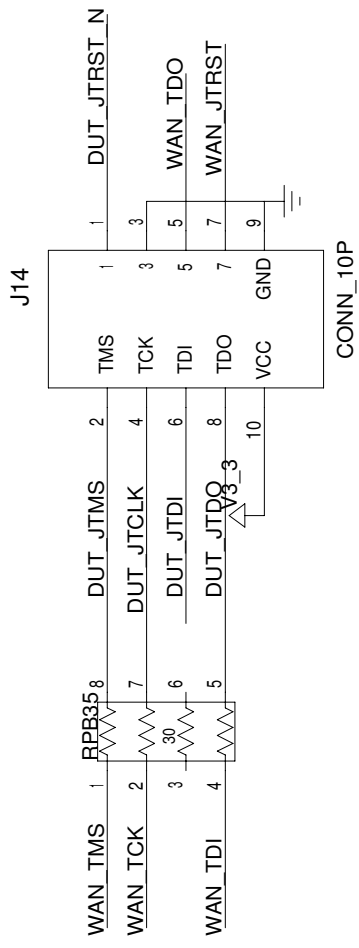 J14
CONN_10P
DUT_JTRST_N
WAN_TDO
WAN_JTRST
1
3
5
7
9
1
3
5
7
GND
TMS
TCK
TDI
TDO
VCC
2
4
6
8
10
DUT_JTMS
DUT_JTCLK
DUT_JTDI
DUT_JTDO
V3_3
RPB35
30
8
7
6
5
1
2
3
4
WAN_TMS
WAN_TCK
WAN_TDI